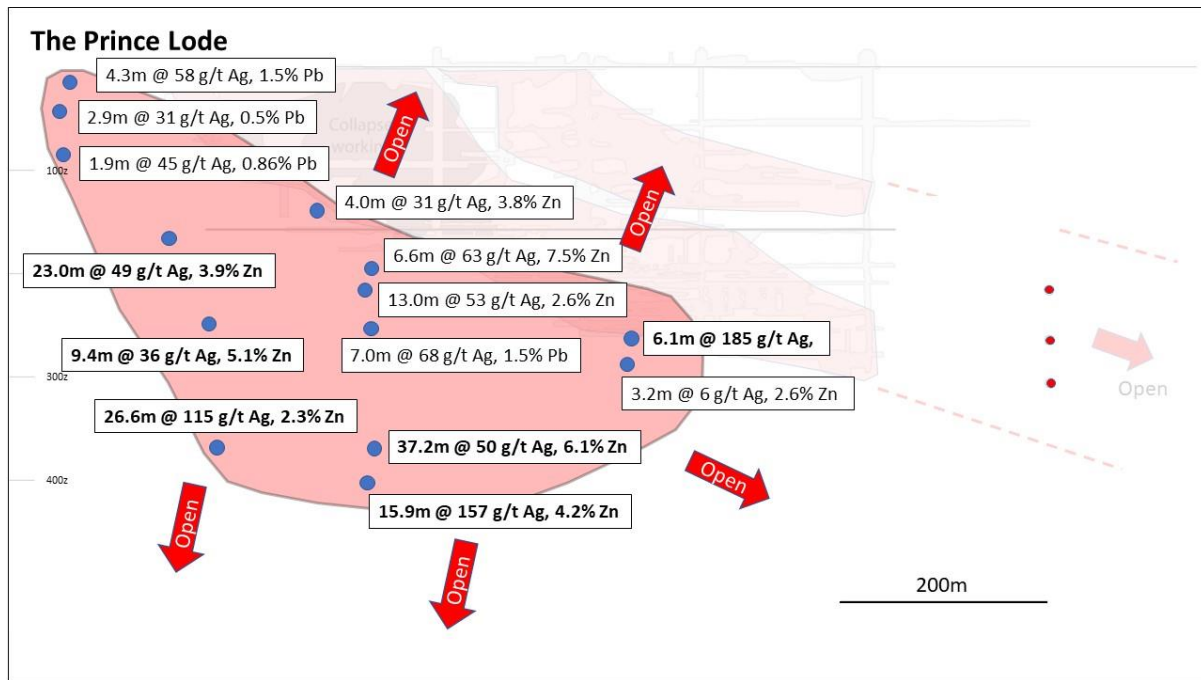 The Prince Lode
4.3m @ 58 g/t Ag, 1.5% Pb
2.9m @ 31 g/t Ag, 0.5% Pb
Collapse
working
Open
1.9m @ 45 g/t Ag, 0.86% Pb
100z
4.0m @ 31 g/t Ag, 3.8% Zn
Open
6.6m @ 63 g/t Ag, 7.5% Zn
23.0m @ 49 g/t Ag, 3.9% Zn
13.0m @ 53 g/t Ag, 2.6% Zn
6.1m @ 185 g/t Ag,
9.4m @ 36 g/t Ag, 5.1% Zn
7.0m @ 68 g/t Ag, 1.5% Pb
300z
3.2m @ 6 g/t Ag, 2.6% Zn
Open
26.6m @ 115 g/t Ag, 2.3% Zn
37.2m @ 50 g/t Ag, 6.1% Zn
Open
400z
15.9m @ 157 g/t Ag, 4.2% Zn
Open
Open
200m